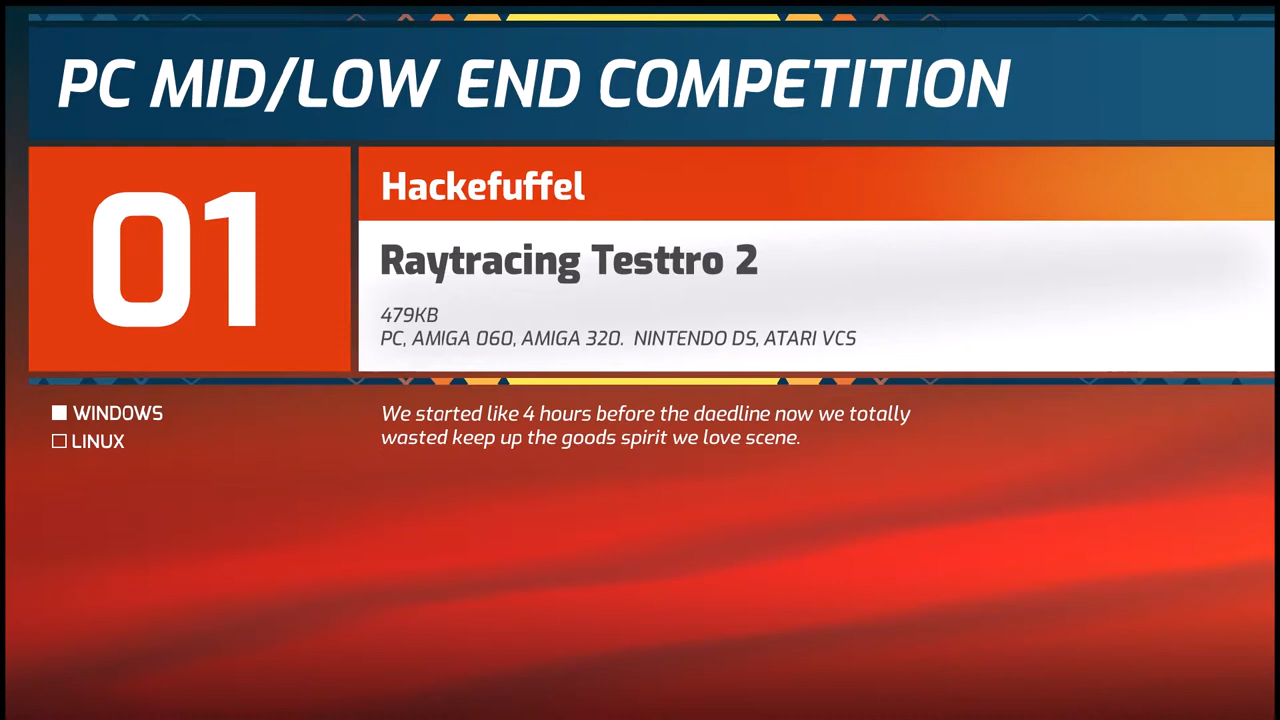 PC MID/LOW END COMPETITION
01
Hackefuffel
Raytracing Testtro 2
479KB
PC, AMIGA 060, AMIGA 320.  NINTENDO DS, ATARI VCS
WINDOWS
LINUX
We started like 4 hours before the daedline now we totally
wasted keep up the goods spirit we love scene.